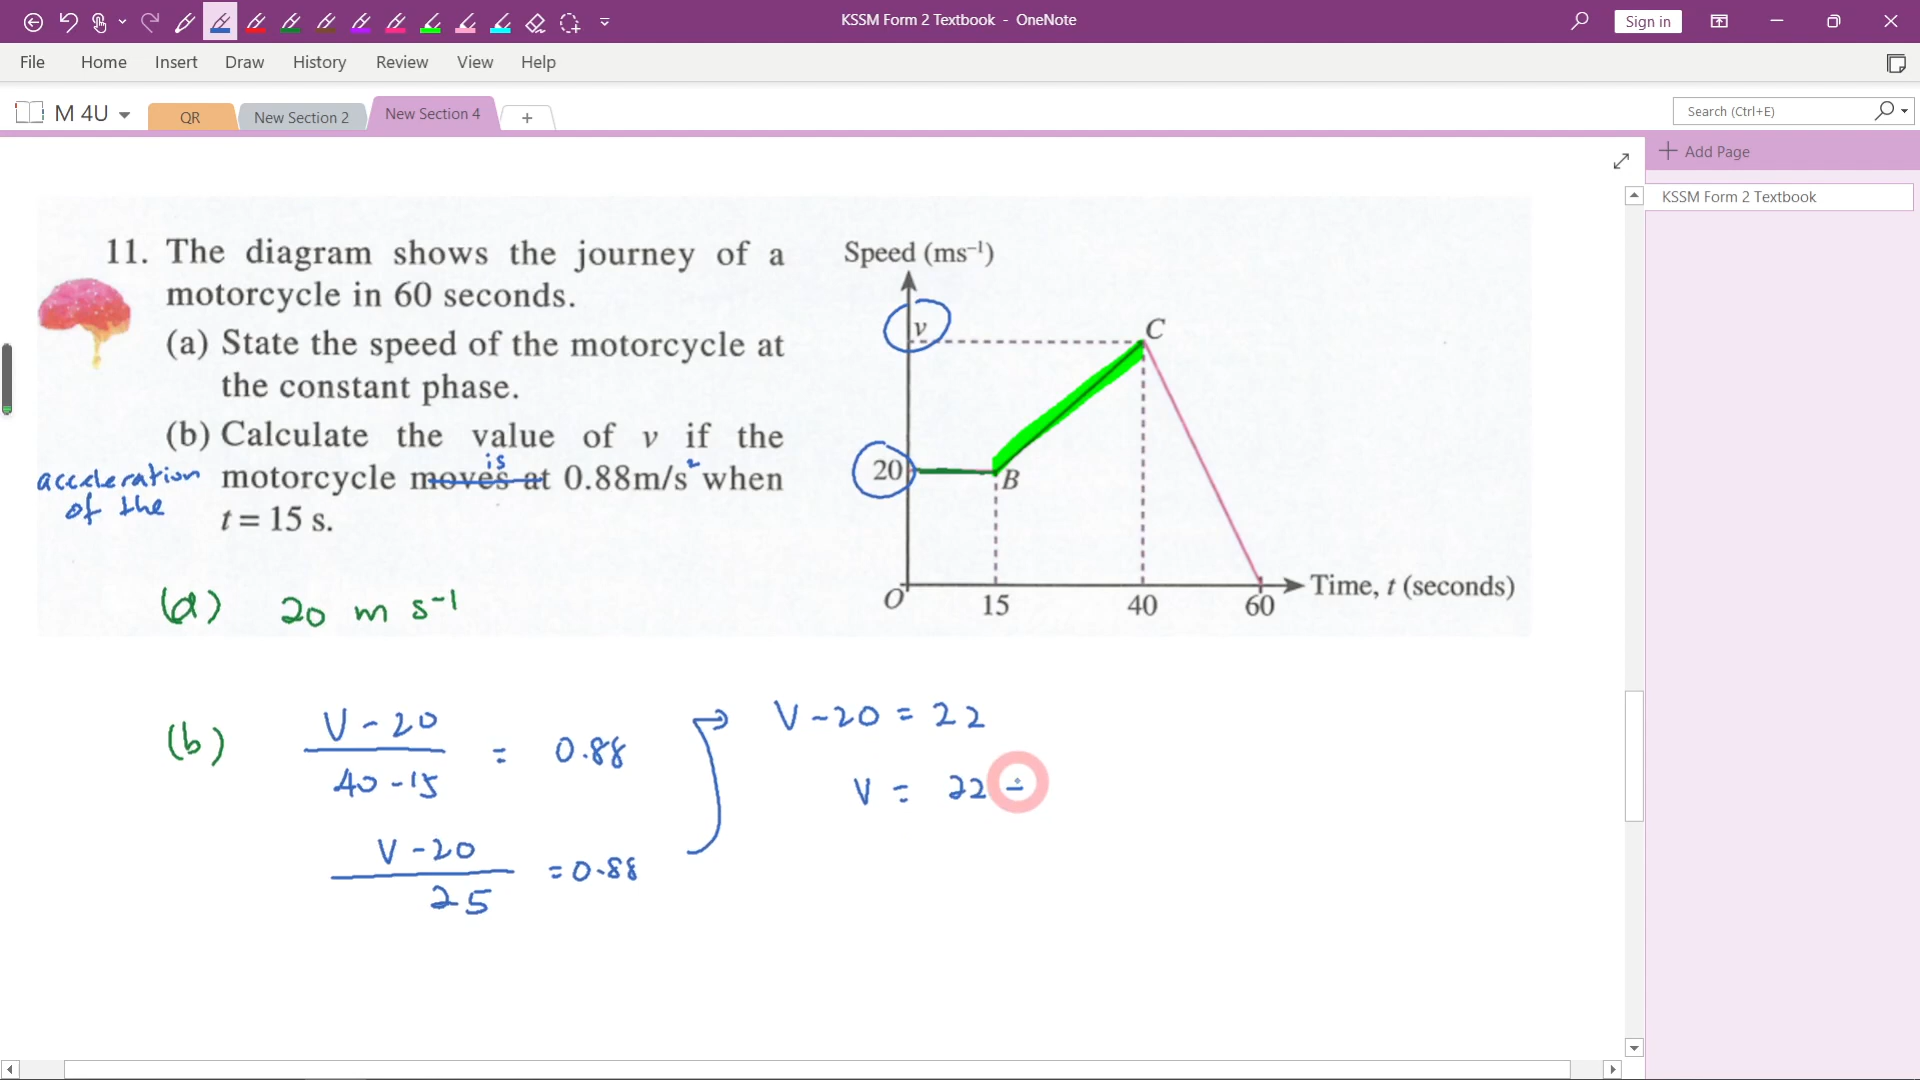 KSSM Form 2 Textbook - OneNote
Sign in
File Home Insert Draw History Review View Help
M 4U
QR
New Section 2
New Section 4
+
Search (Ctrl+E)
Add Page
KSSM Form 2 Textbook
11. The diagram shows the journey of a
motorcycle in 60 seconds.
(a) State the speed of the motorcycle at
the constant phase.
(b) Calculate the value of v if the
is
acceleration motorcycle moves at 0.88m/s² when
of the
t = 15 s.
Speed (ms⁻¹)
v
C
20
B
O 15 40 60
Time, t (seconds)
(a) 20 m s⁻¹
(b) V - 20
40 - 15
= 0.88
V - 20
25
= 0.88
V - 20 = 22
V = 22